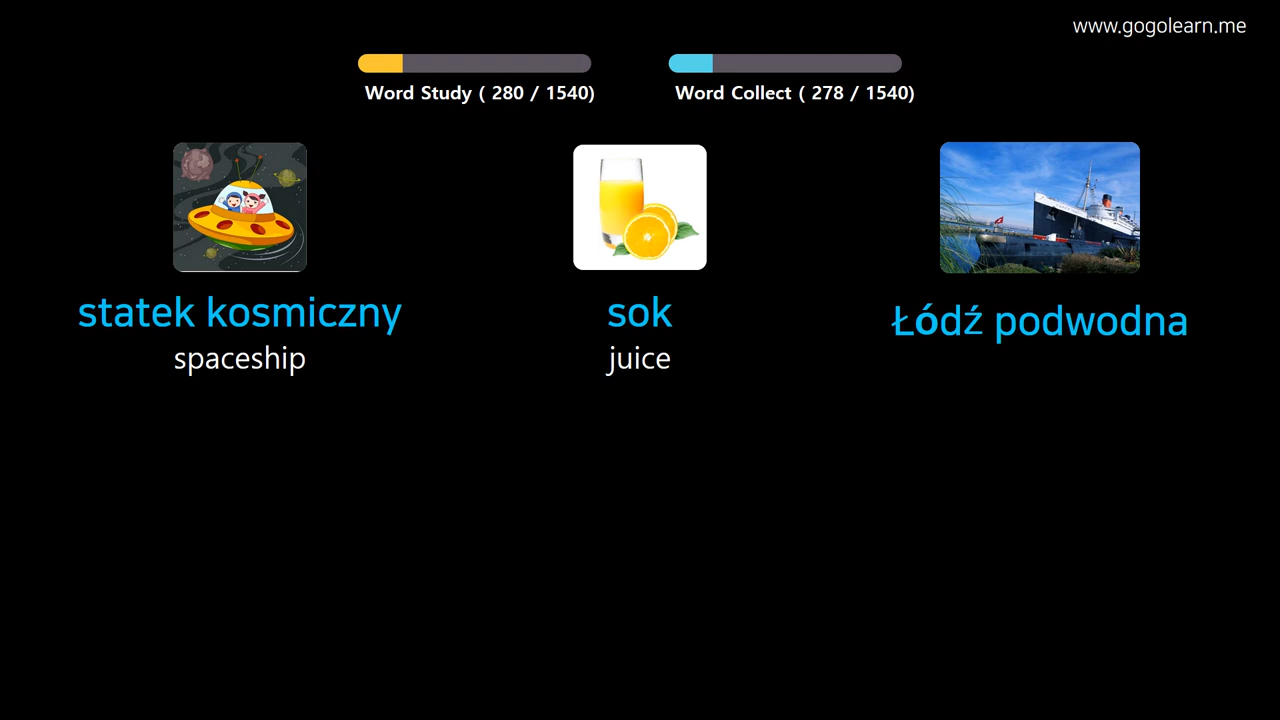 www.gogolearn.me
Word Study ( 280 / 1540)
Word Collect ( 278 / 1540)
statek kosmiczny
spaceship
sok
juice
Łódź podwodna